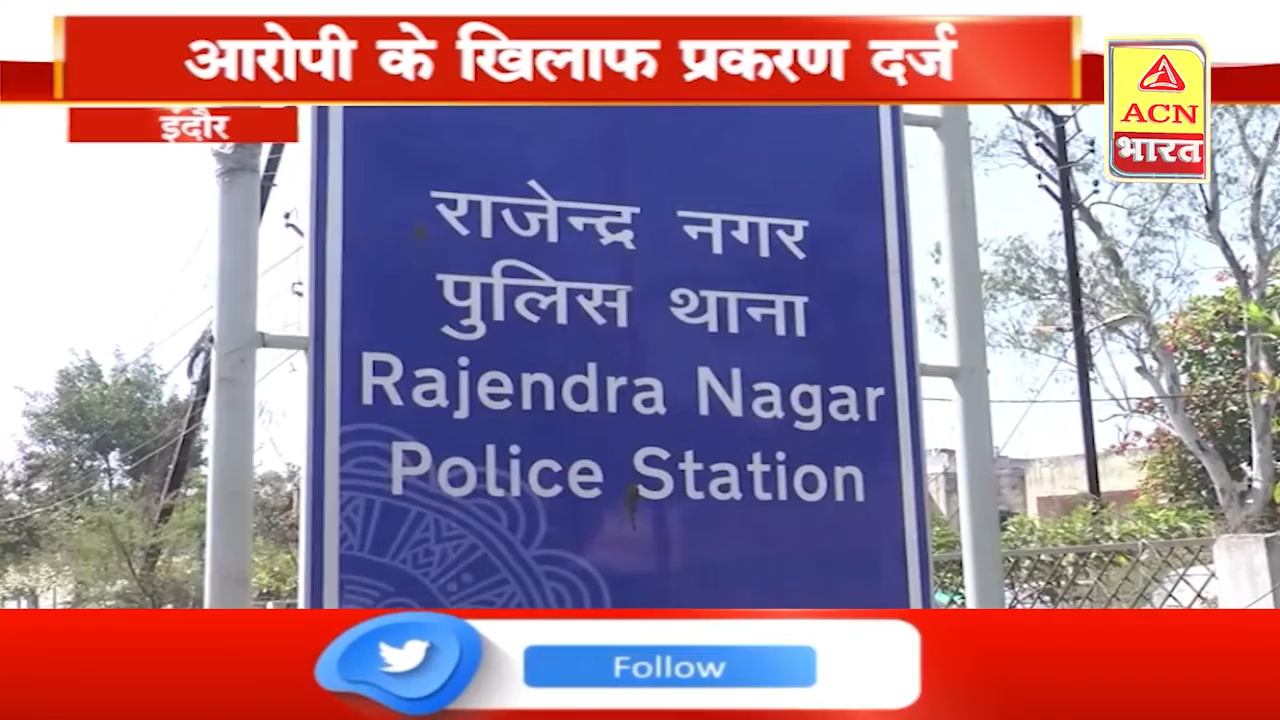 आरोपी के खिलाफ प्रकरण दर्ज
ACN
भारत
इंदौर
राजेन्द्र नगर
पुलिस थाना
Rajendra Nagar
Police Station
Follow